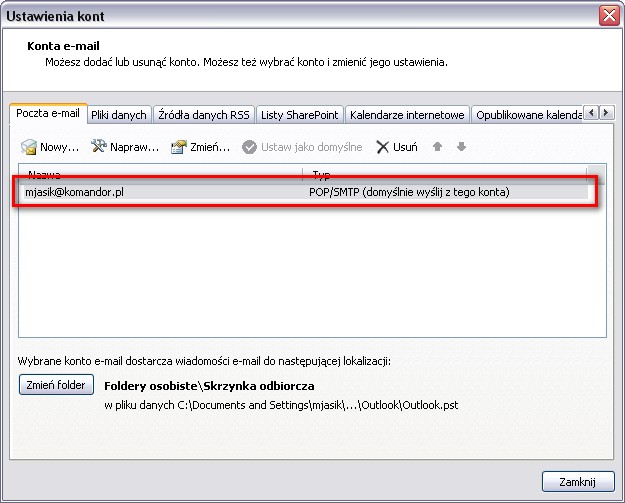 Ustawienia kont
Konta e-mail
Możesz dodać lub usunąć konto. Możesz też wybrać konto i zmienić jego ustawienia.
Poczta e-mail Pliki danych Źródła danych RSS Listy SharePoint Kalendarze internetowe Opublikowane kalenda
Nowy... Napraw... Zmień... Ustaw jako domyślne Usuń
Nazwa Typ
mjasik@komandor.pl POP/SMTP (domyślnie wyślij z tego konta)
Wybrane konto e-mail dostarcza wiadomości e-mail do następującej lokalizacji:
Zmień folder Foldery osobiste\Skrzynka odbiorcza
w pliku danych C:\Documents and Settings\mjasik\...\Outlook\Outlook.pst
Zamknij